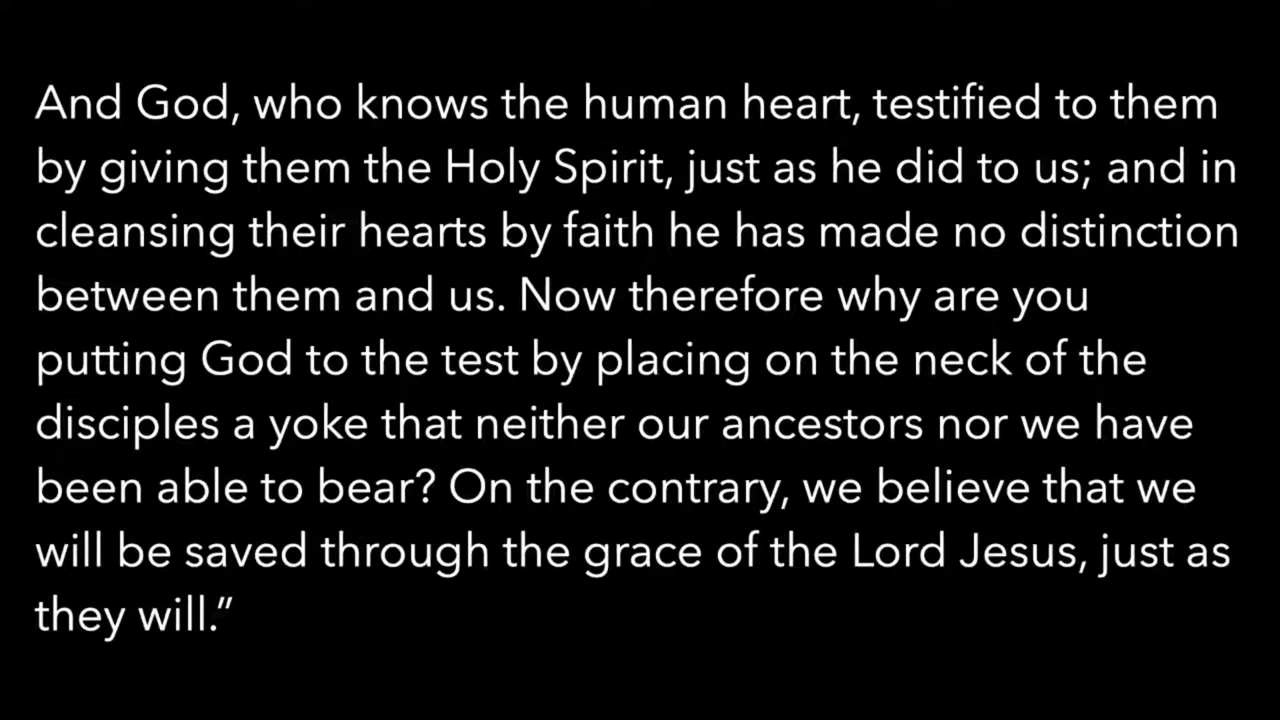 And God, who knows the human heart, testified to them
by giving them the Holy Spirit, just as he did to us; and in
cleansing their hearts by faith he has made no distinction
between them and us. Now therefore why are you
putting God to the test by placing on the neck of the
disciples a yoke that neither our ancestors nor we have
been able to bear? On the contrary, we believe that we
will be saved through the grace of the Lord Jesus, just as
they will.”